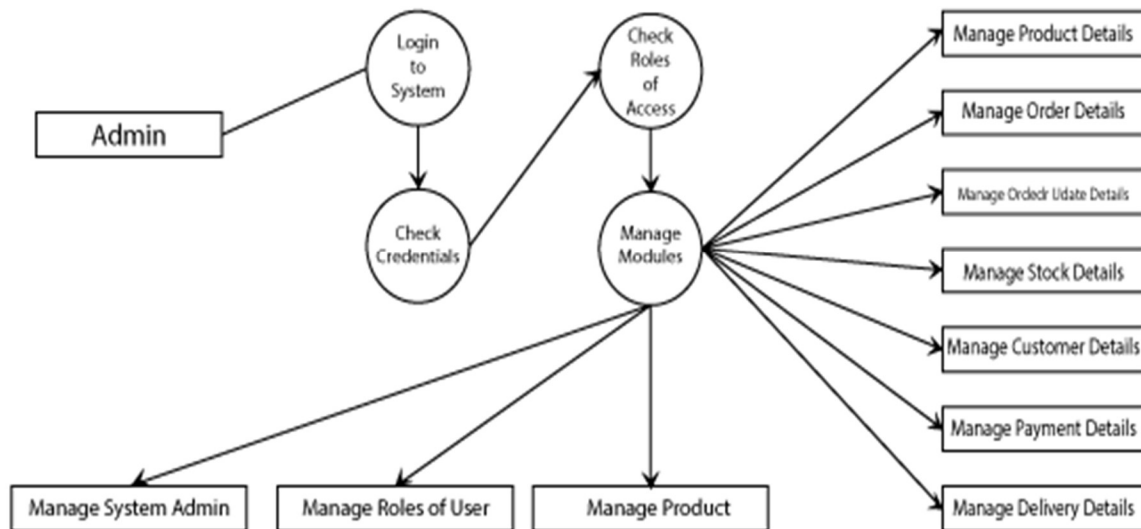 Admin
Login
to
System
Check
Credentials
Check
Roles
of
Access
Manage
Modules
Manage Product Details
Manage Order Details
Manage Ordedr Udate Details
Manage Stock Details
Manage Customer Details
Manage Payment Details
Manage Delivery Details
Manage System Admin
Manage Roles of User
Manage Product